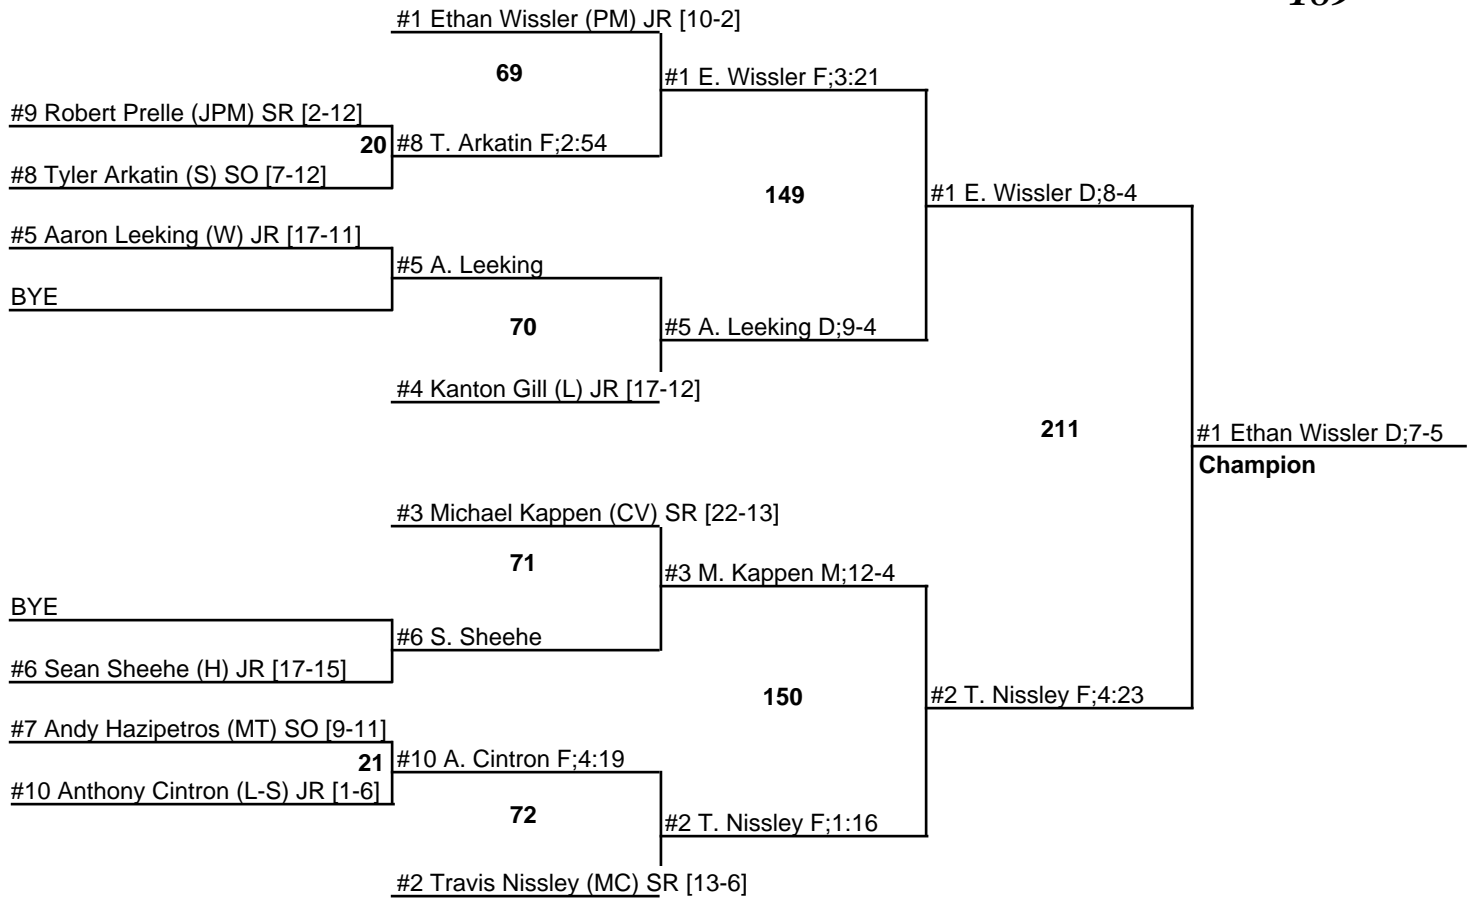 #1 Ethan Wissler (PM) JR [10-2]
69
#1 E. Wissler F;3:21
#9 Robert Prelle (JPM) SR [2-12]
20
#8 T. Arkatin F;2:54
#8 Tyler Arkatin (S) SO [7-12]
149
#1 E. Wissler D;8-4
#5 Aaron Leeking (W) JR [17-11]
#5 A. Leeking
BYE
70
#5 A. Leeking D;9-4
#4 Kanton Gill (L) JR [17-12]
211
#1 Ethan Wissler D;7-5
Champion
#3 Michael Kappen (CV) SR [22-13]
71
#3 M. Kappen M;12-4
BYE
#6 S. Sheehe
#6 Sean Sheehe (H) JR [17-15]
150
#2 T. Nissley F;4:23
#7 Andy Hazipetros (MT) SO [9-11]
21
#10 A. Cintron F;4:19
#10 Anthony Cintron (L-S) JR [1-6]
72
#2 T. Nissley F;1:16
#2 Travis Nissley (MC) SR [13-6]